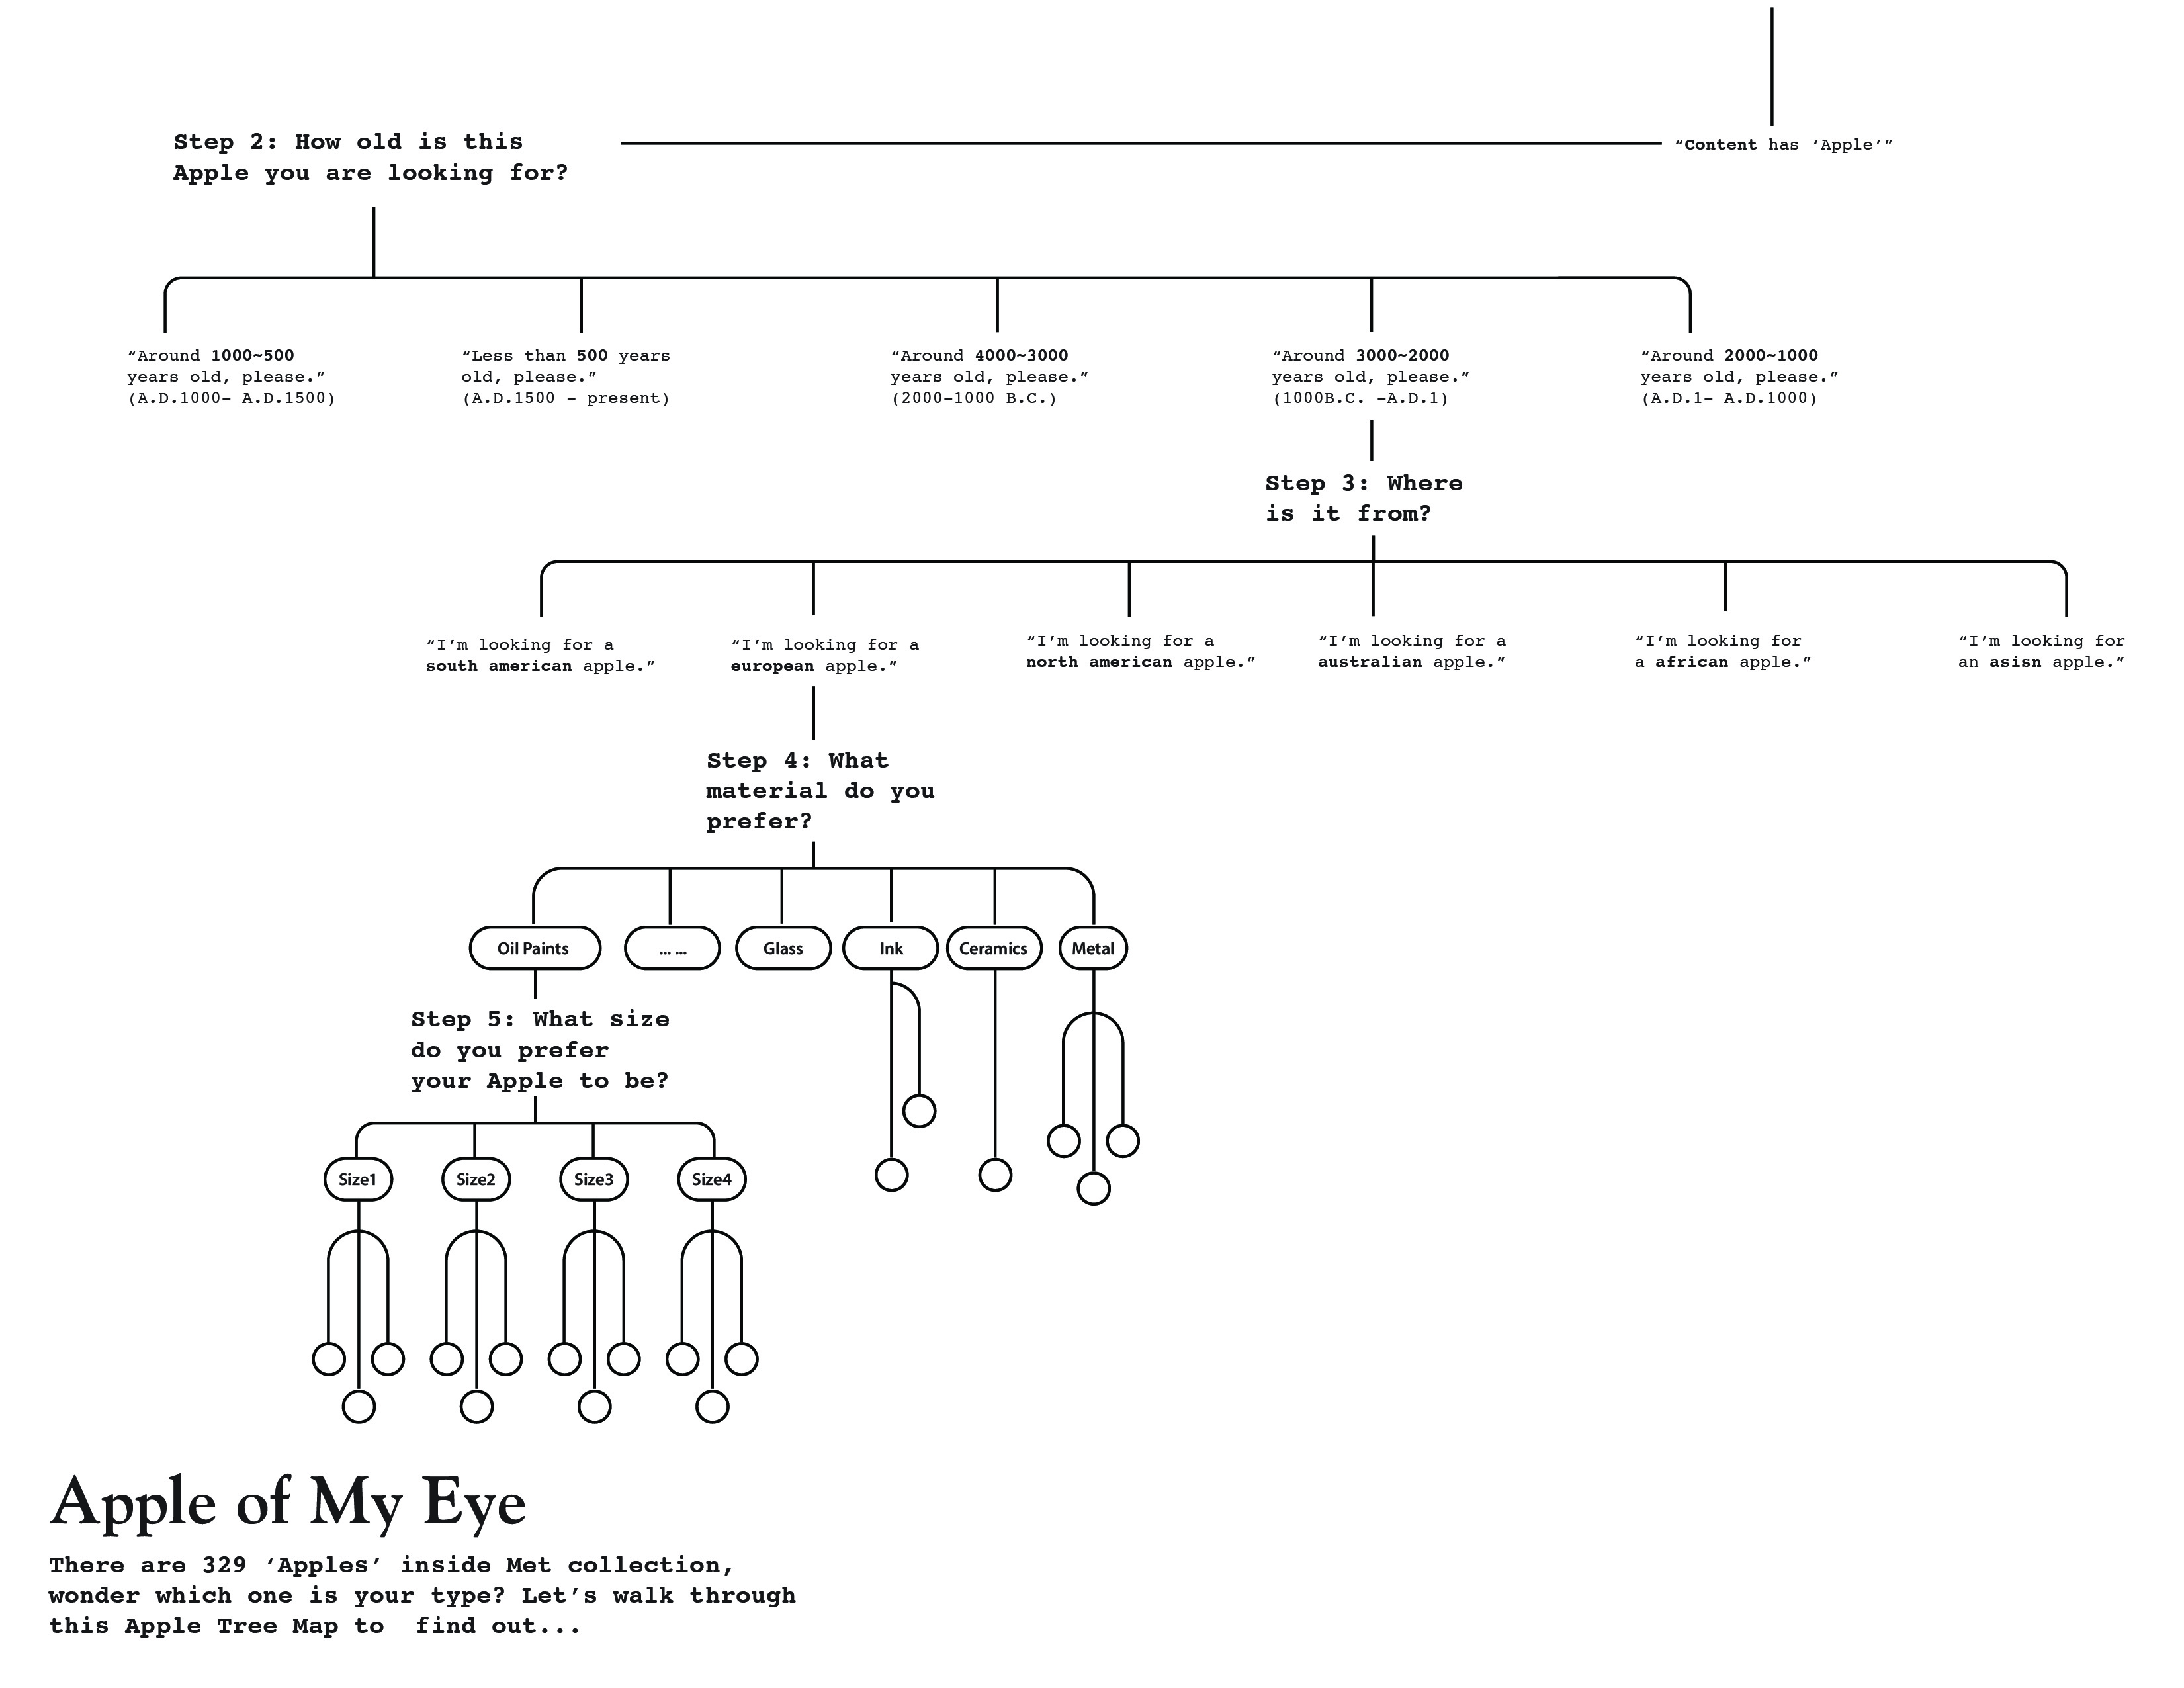 “Content has ‘Apple’”
Step 2: How old is this
Apple you are looking for?
“Around 1000~500
years old, please.”
(A.D.1000– A.D.1500)
“Less than 500 years
old, please.”
(A.D.1500 – present)
“Around 4000~3000
years old, please.”
(2000–1000 B.C.)
“Around 3000~2000
years old, please.”
(1000B.C. –A.D.1)
“Around 2000~1000
years old, please.”
(A.D.1– A.D.1000)
Step 3: Where
is it from?
“I’m looking for a
south american apple.”
“I’m looking for a
european apple.”
“I’m looking for a
north american apple.”
“I’m looking for a
australian apple.”
“I’m looking for
a african apple.”
“I’m looking for
an asisn apple.”
Step 4: What
material do you
prefer?
Oil Paints
... ...
Glass
Ink
Ceramics
Metal
Step 5: What size
do you prefer
your Apple to be?
Size1
Size2
Size3
Size4
Apple of My Eye
There are 329 ‘Apples’ inside Met collection,
wonder which one is your type? Let’s walk through
this Apple Tree Map to  find out...